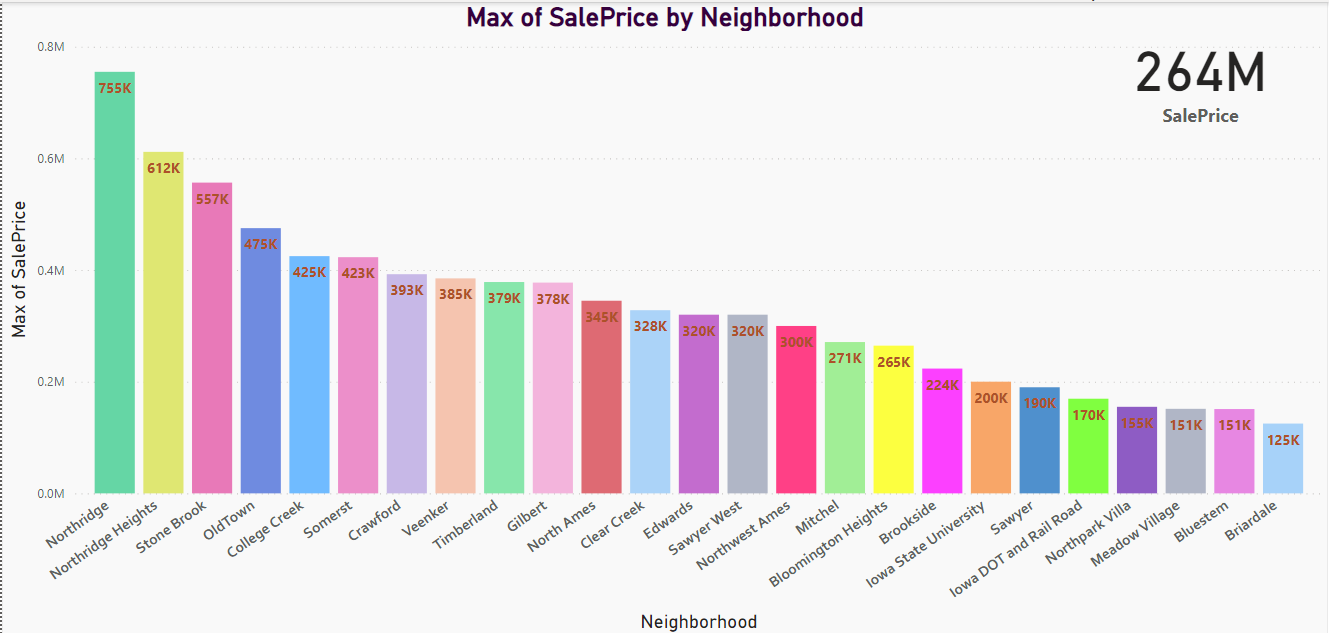 Max of SalePrice by Neighborhood
264M
SalePrice
Max of SalePrice
0.8M
0.6M
0.4M
0.2M
0.0M
755K
612K
557K
475K
425K
423K
393K
385K
379K
378K
345K
328K
320K
320K
300K
271K
265K
224K
200K
190K
170K
155K
151K
151K
125K
Northridge
Northridge Heights
Stone Brook
OldTown
College Creek
Somerst
Crawford
Veenker
Timberland
Gilbert
North Ames
Clear Creek
Edwards
Sawyer West
Northwest Ames
Mitchel
Bloomington Heights
Brookside
Iowa State University
Sawyer
Iowa DOT and Rail Road
Northpark Villa
Meadow Village
Bluestem
Briardale
Neighborhood